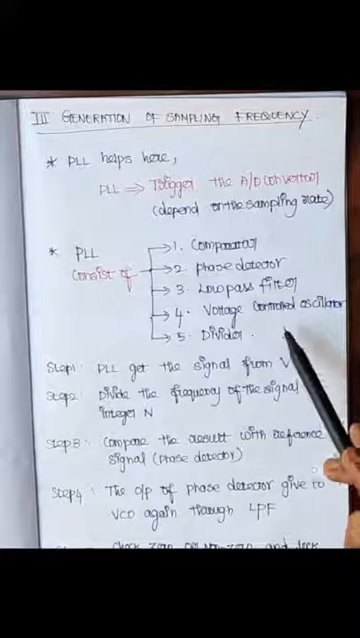 III GENERATION OF SAMPLING FREQUENCY.
* PLL helps here,
PLL ⇒ Trigger the A/D convertor
(depend on the sampling rate)
* PLL consist of
1. Comparator
2 phase detector
3. Low pass filter
4. Voltage controlled oscillator
5. Divider.
Step1: PLL get the signal from V
Step2: Divide the frequency of the signal
integer N
Step3: Compare the result with reference
signal (phase detector)
Step4: The o/p of phase detector give to
VCO again through LPF